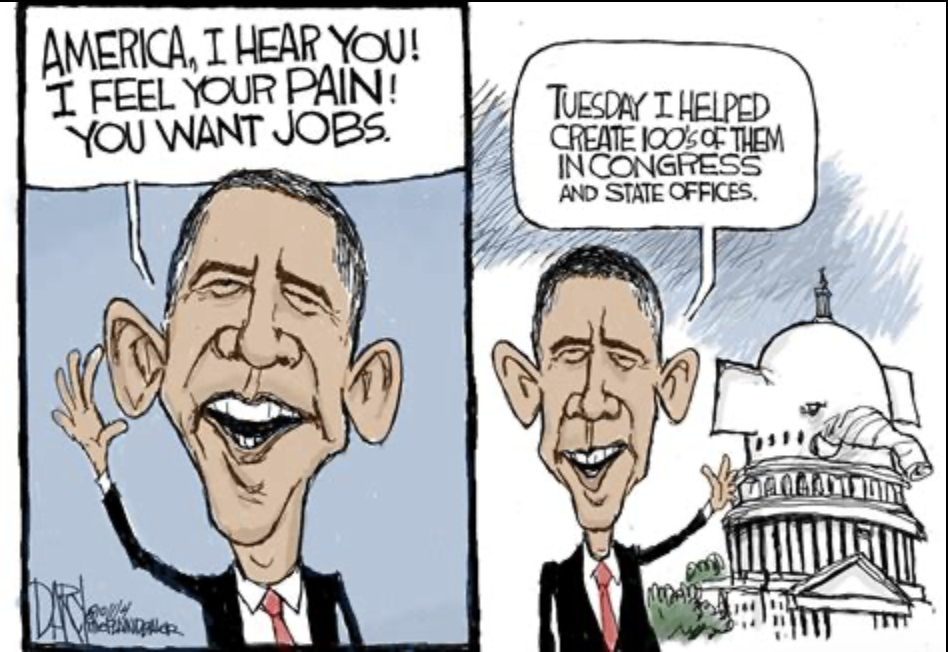 AMERICA, I HEAR YOU!
I FEEL YOUR PAIN!
YOU WANT JOBS.
TUESDAY I HELPED
CREATE 100'S OF THEM
IN CONGRESS
AND STATE OFFICES.